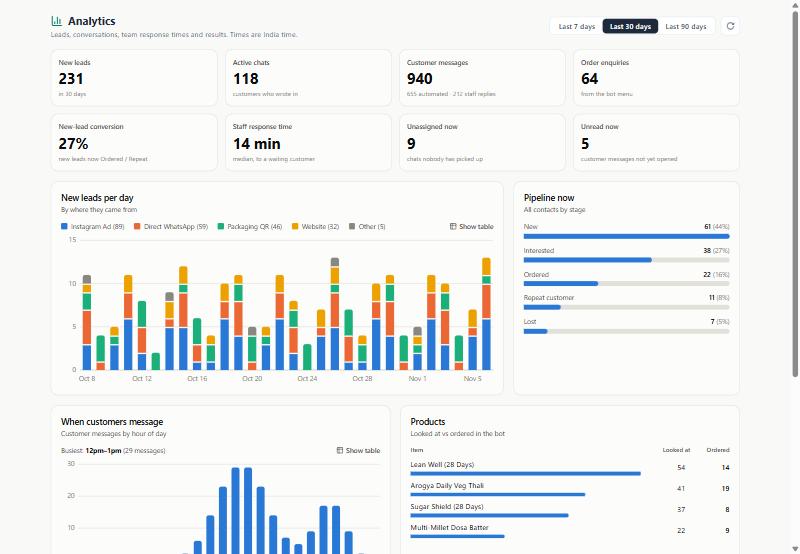 Analytics
Leads, conversations, team response times and results. Times are India time.
Last 7 days Last 30 days Last 90 days
New leads
231
in 30 days
Active chats
118
customers who wrote in
Customer messages
940
655 automated · 212 staff replies
Order enquiries
64
from the bot menu
New-lead conversion
27%
new leads now Ordered / Repeat
Staff response time
14 min
median, to a waiting customer
Unassigned now
9
chats nobody has picked up
Unread now
5
customer messages not yet opened
New leads per day
By where they came from
Instagram Ad (89) Direct WhatsApp (59) Packaging QR (46) Website (32) Other (5) Show table
15
10
5
0
Oct 8 Oct 12 Oct 16 Oct 20 Oct 24 Oct 28 Nov 1 Nov 5
Pipeline now
All contacts by stage
New 61 (44%)
Interested 38 (27%)
Ordered 22 (16%)
Repeat customer 11 (8%)
Lost 7 (5%)
When customers message
Customer messages by hour of day
Busiest: 12pm–1pm (29 messages) Show table
30
20
10
Products
Looked at vs ordered in the bot
Item Looked at Ordered
Lean Well (28 Days) 54 14
Arogya Daily Veg Thali 41 19
Sugar Shield (28 Days) 37 8
Multi-Millet Dosa Batter 22 9